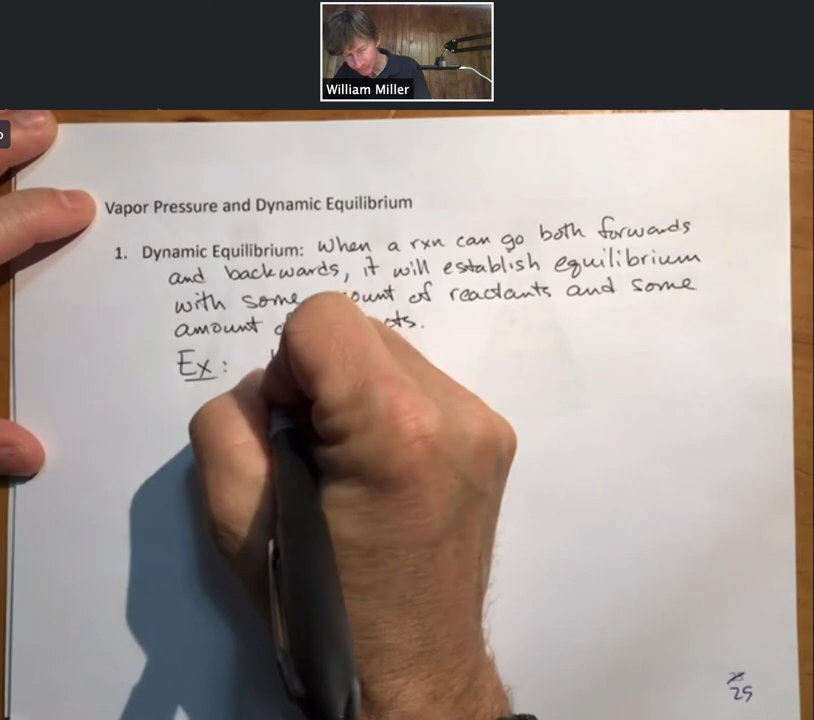 William Miller
Vapor Pressure and Dynamic Equilibrium
1. Dynamic Equilibrium: When a rxn can go both forwards
and backwards, it will establish equilibrium
with some of reactants and some
amount
Ex:
25